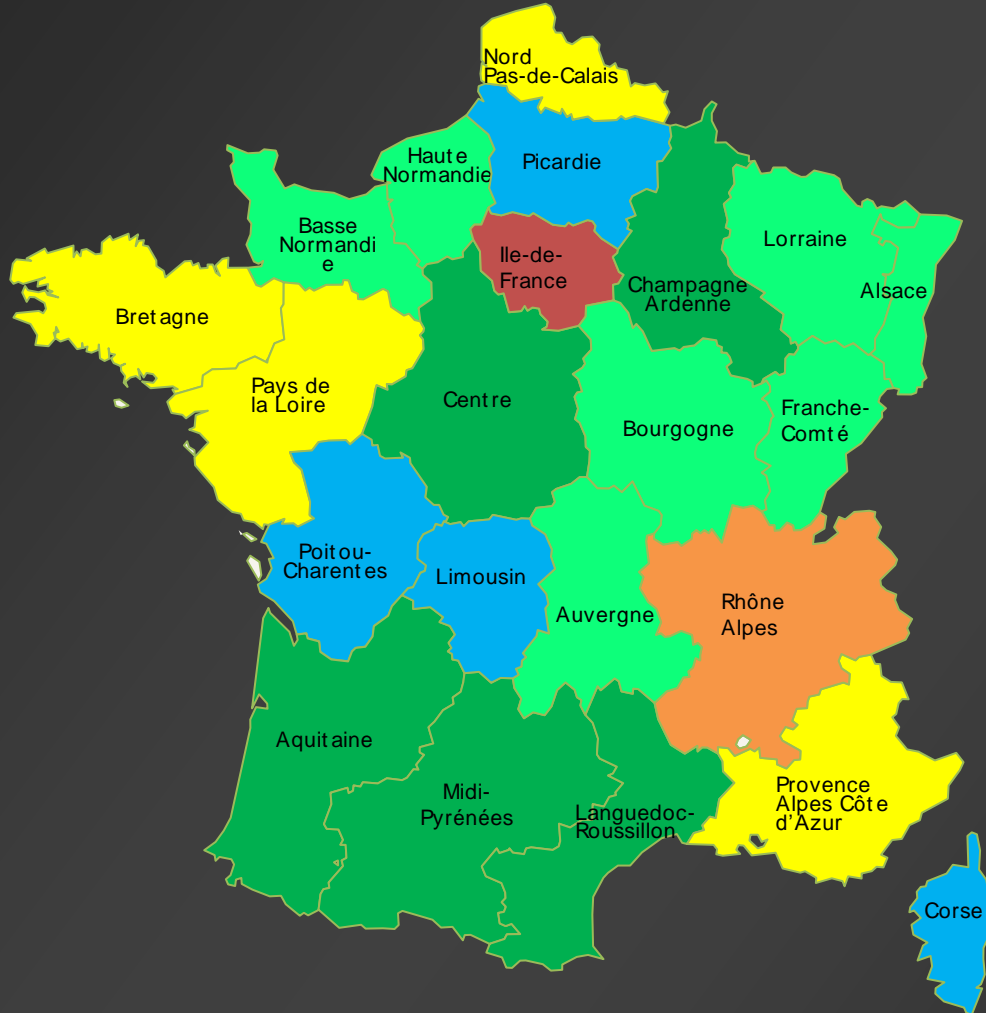 Nord
Pas-de-Calais
Haute
Normandie
Picardie
Basse
Normandi
e
Ile-de-
France
Lorraine
Champagne
Ardenne
Alsace
Bretagne
Pays de
la Loire
Centre
Bourgogne
Franche-
Comté
Poitou-
Charentes
Limousin
Auvergne
Rhône
Alpes
Aquitaine
Midi-
Pyrénées
Languedoc-
Roussillon
Provence
Alpes Côte
d'Azur
Corse